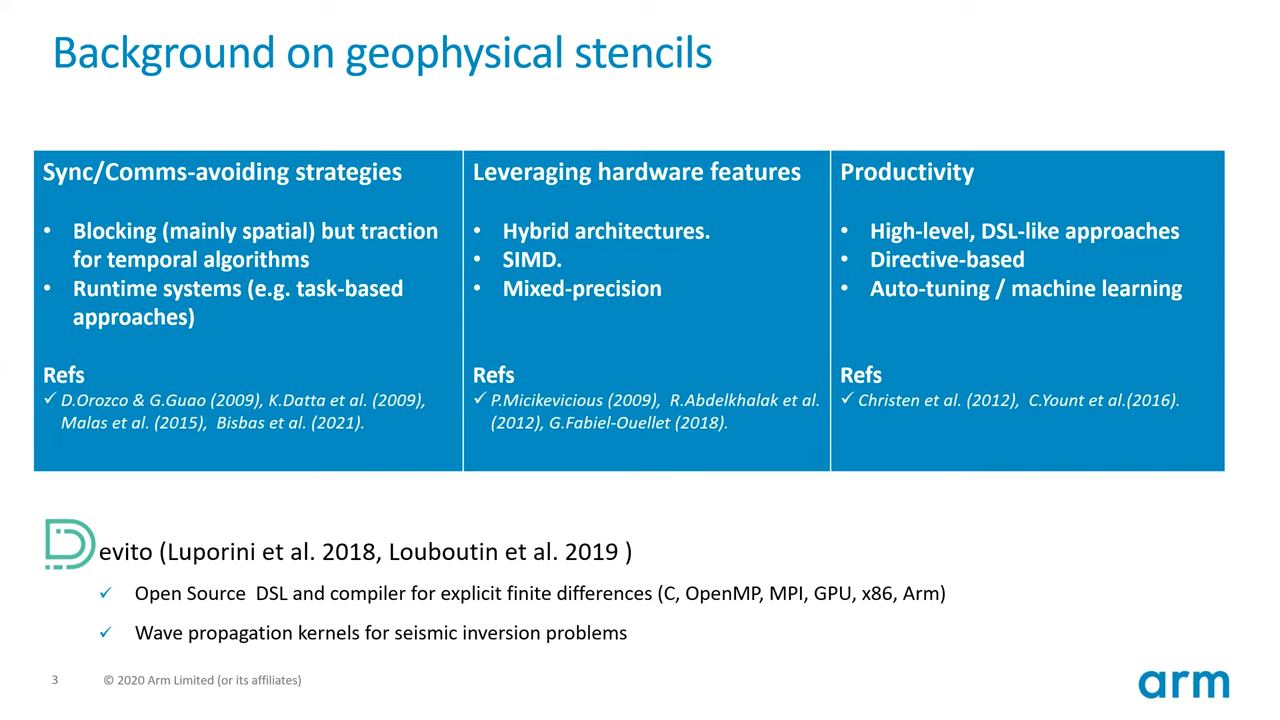 Background on geophysical stencils
Sync/Comms-avoiding strategies
• Blocking (mainly spatial) but traction
for temporal algorithms
• Runtime systems (e.g. task-based
approaches)
Refs
✓ D.Orozco & G.Guao (2009), K.Datta et al. (2009),
Malas et al. (2015), Bisbas et al. (2021).
Leveraging hardware features
• Hybrid architectures.
• SIMD.
• Mixed-precision
Refs
✓ P.Micikevicious (2009), R.Abdelkhalak et al.
(2012), G.Fabiel-Ouellet (2018).
Productivity
• High-level, DSL-like approaches
• Directive-based
• Auto-tuning / machine learning
Refs
✓ Christen et al. (2012), C.Yount et al.(2016).
Devito (Luporini et al. 2018, Louboutin et al. 2019 )
✓ Open Source DSL and compiler for explicit finite differences (C, OpenMP, MPI, GPU, x86, Arm)
✓ Wave propagation kernels for seismic inversion problems
3 © 2020 Arm Limited (or its affiliates)
arm